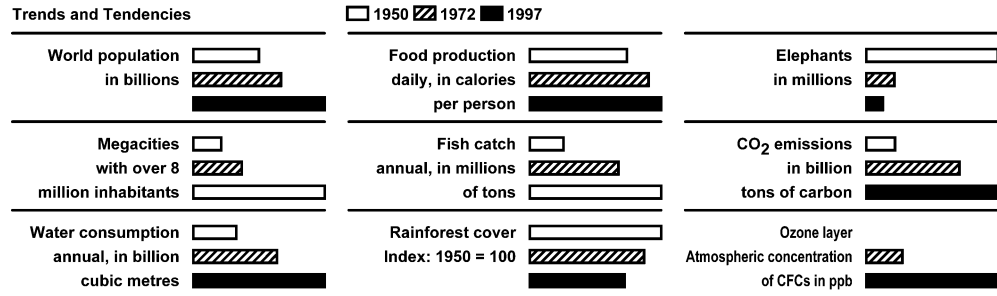 Trends and Tendencies
1950 1972 1997
World population
in billions
Food production
daily, in calories
per person
Elephants
in millions
Megacities
with over 8
million inhabitants
Fish catch
annual, in millions
of tons
CO2 emissions
in billion
tons of carbon
Water consumption
annual, in billion
cubic metres
Rainforest cover
Index: 1950 = 100
Ozone layer
Atmospheric concentration
of CFCs in ppb